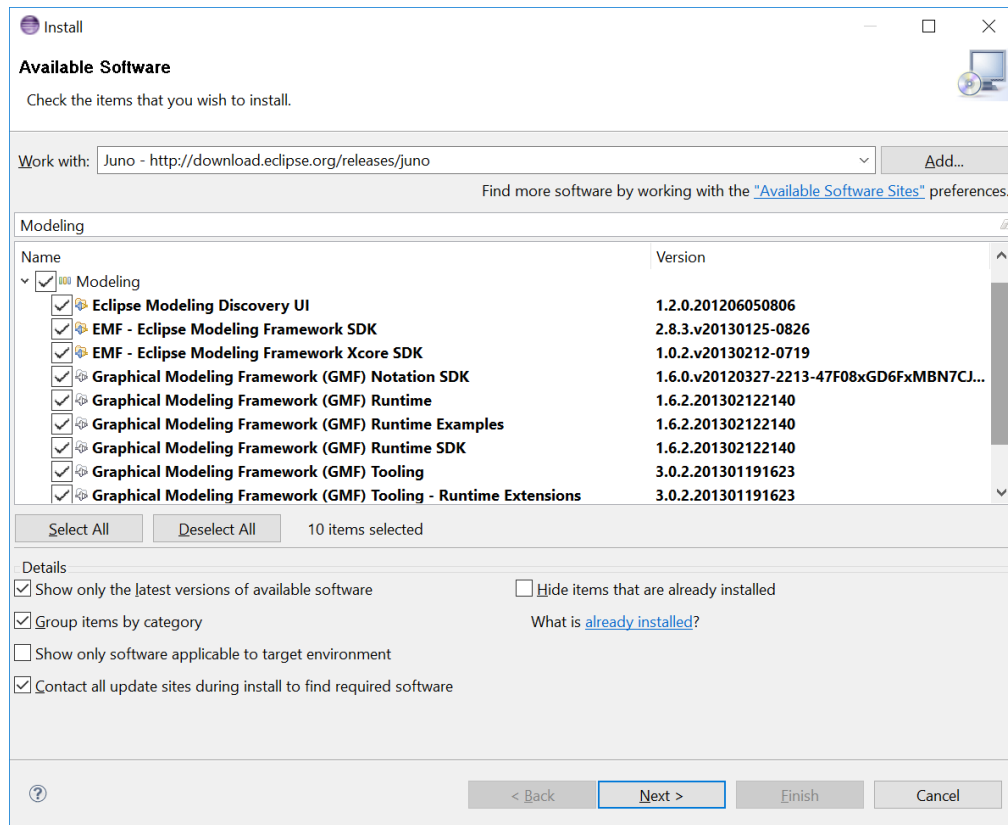 Install
Available Software
Check the items that you wish to install.
Work with: Juno - http://download.eclipse.org/releases/juno Add...
Find more software by working with the "Available Software Sites" preferences.
Modeling
Name Version
Modeling
Eclipse Modeling Discovery UI 1.2.0.201206050806
EMF - Eclipse Modeling Framework SDK 2.8.3.v20130125-0826
EMF - Eclipse Modeling Framework Xcore SDK 1.0.2.v20130212-0719
Graphical Modeling Framework (GMF) Notation SDK 1.6.0.v20120327-2213-47F08xGD6FxMBN7CJ...
Graphical Modeling Framework (GMF) Runtime 1.6.2.201302122140
Graphical Modeling Framework (GMF) Runtime Examples 1.6.2.201302122140
Graphical Modeling Framework (GMF) Runtime SDK 1.6.2.201302122140
Graphical Modeling Framework (GMF) Tooling 3.0.2.201301191623
Graphical Modeling Framework (GMF) Tooling - Runtime Extensions 3.0.2.201301191623
Select All Deselect All 10 items selected
Details
Show only the latest versions of available software Hide items that are already installed
Group items by category What is already installed?
Show only software applicable to target environment
Contact all update sites during install to find required software
? < Back Next > Finish Cancel